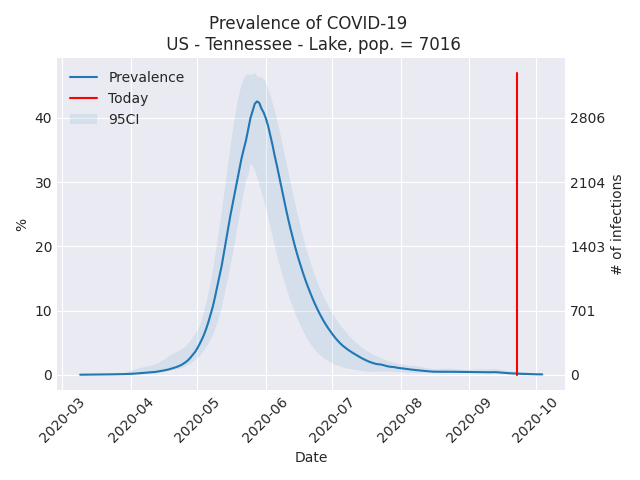 Prevalence of COVID-19
US - Tennessee - Lake, pop. = 7016
Prevalence
Today
95CI
%
40
30
20
10
0
# of infections
2806
2104
1403
701
0
2020-03
2020-04
2020-05
2020-06
2020-07
2020-08
2020-09
2020-10
Date